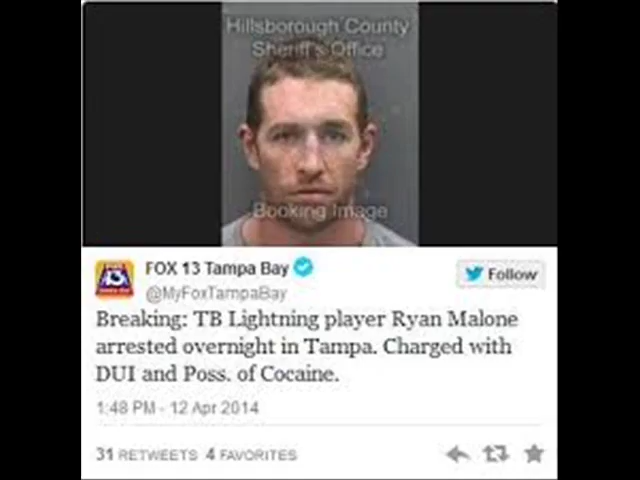 Hillsborough County
Sheriff's Office
Booking Image
FOX 13 Tampa Bay
@MyFoxTampaBay
Follow
Breaking: TB Lightning player Ryan Malone
arrested overnight in Tampa. Charged with
DUI and Poss. of Cocaine.
1:48 PM - 12 Apr 2014
31 RETWEETS 4 FAVORITES